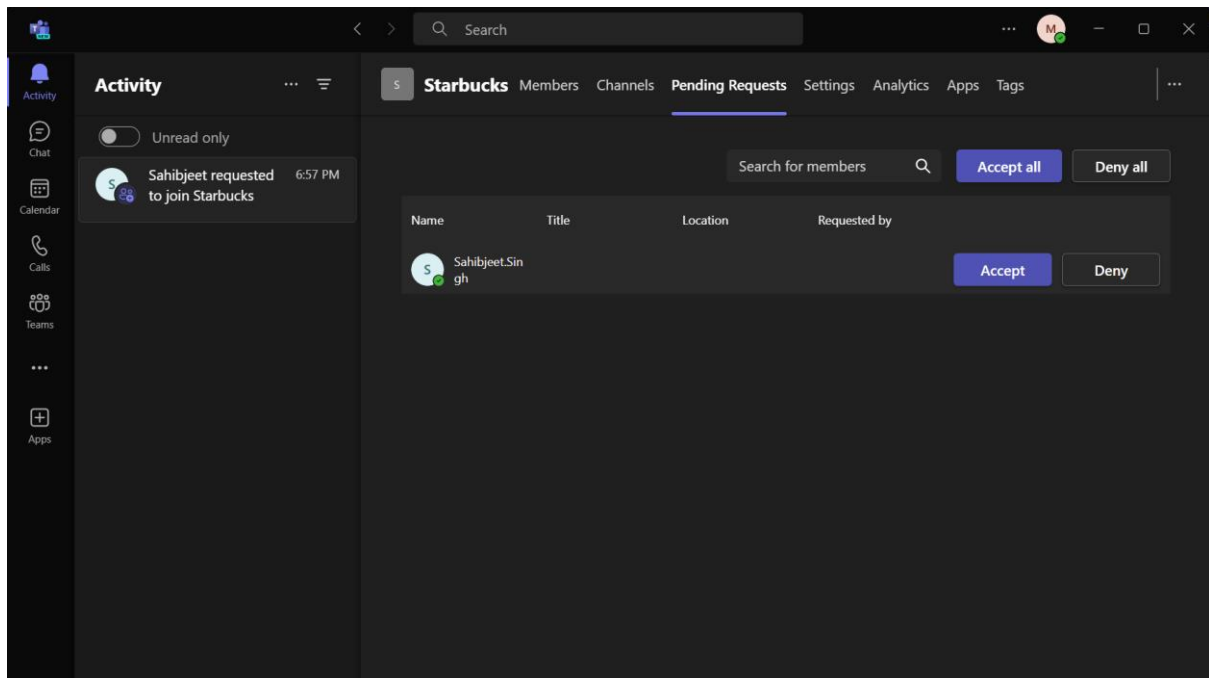 Search
M
Activity
Chat
Calendar
Calls
Teams
Apps
Activity
Unread only
S
Sahibjeet requested 6:57 PM
to join Starbucks
S Starbucks Members Channels Pending Requests Settings Analytics Apps Tags
Search for members Accept all Deny all
Name Title Location Requested by
S Sahibjeet.Sin
gh
Accept Deny